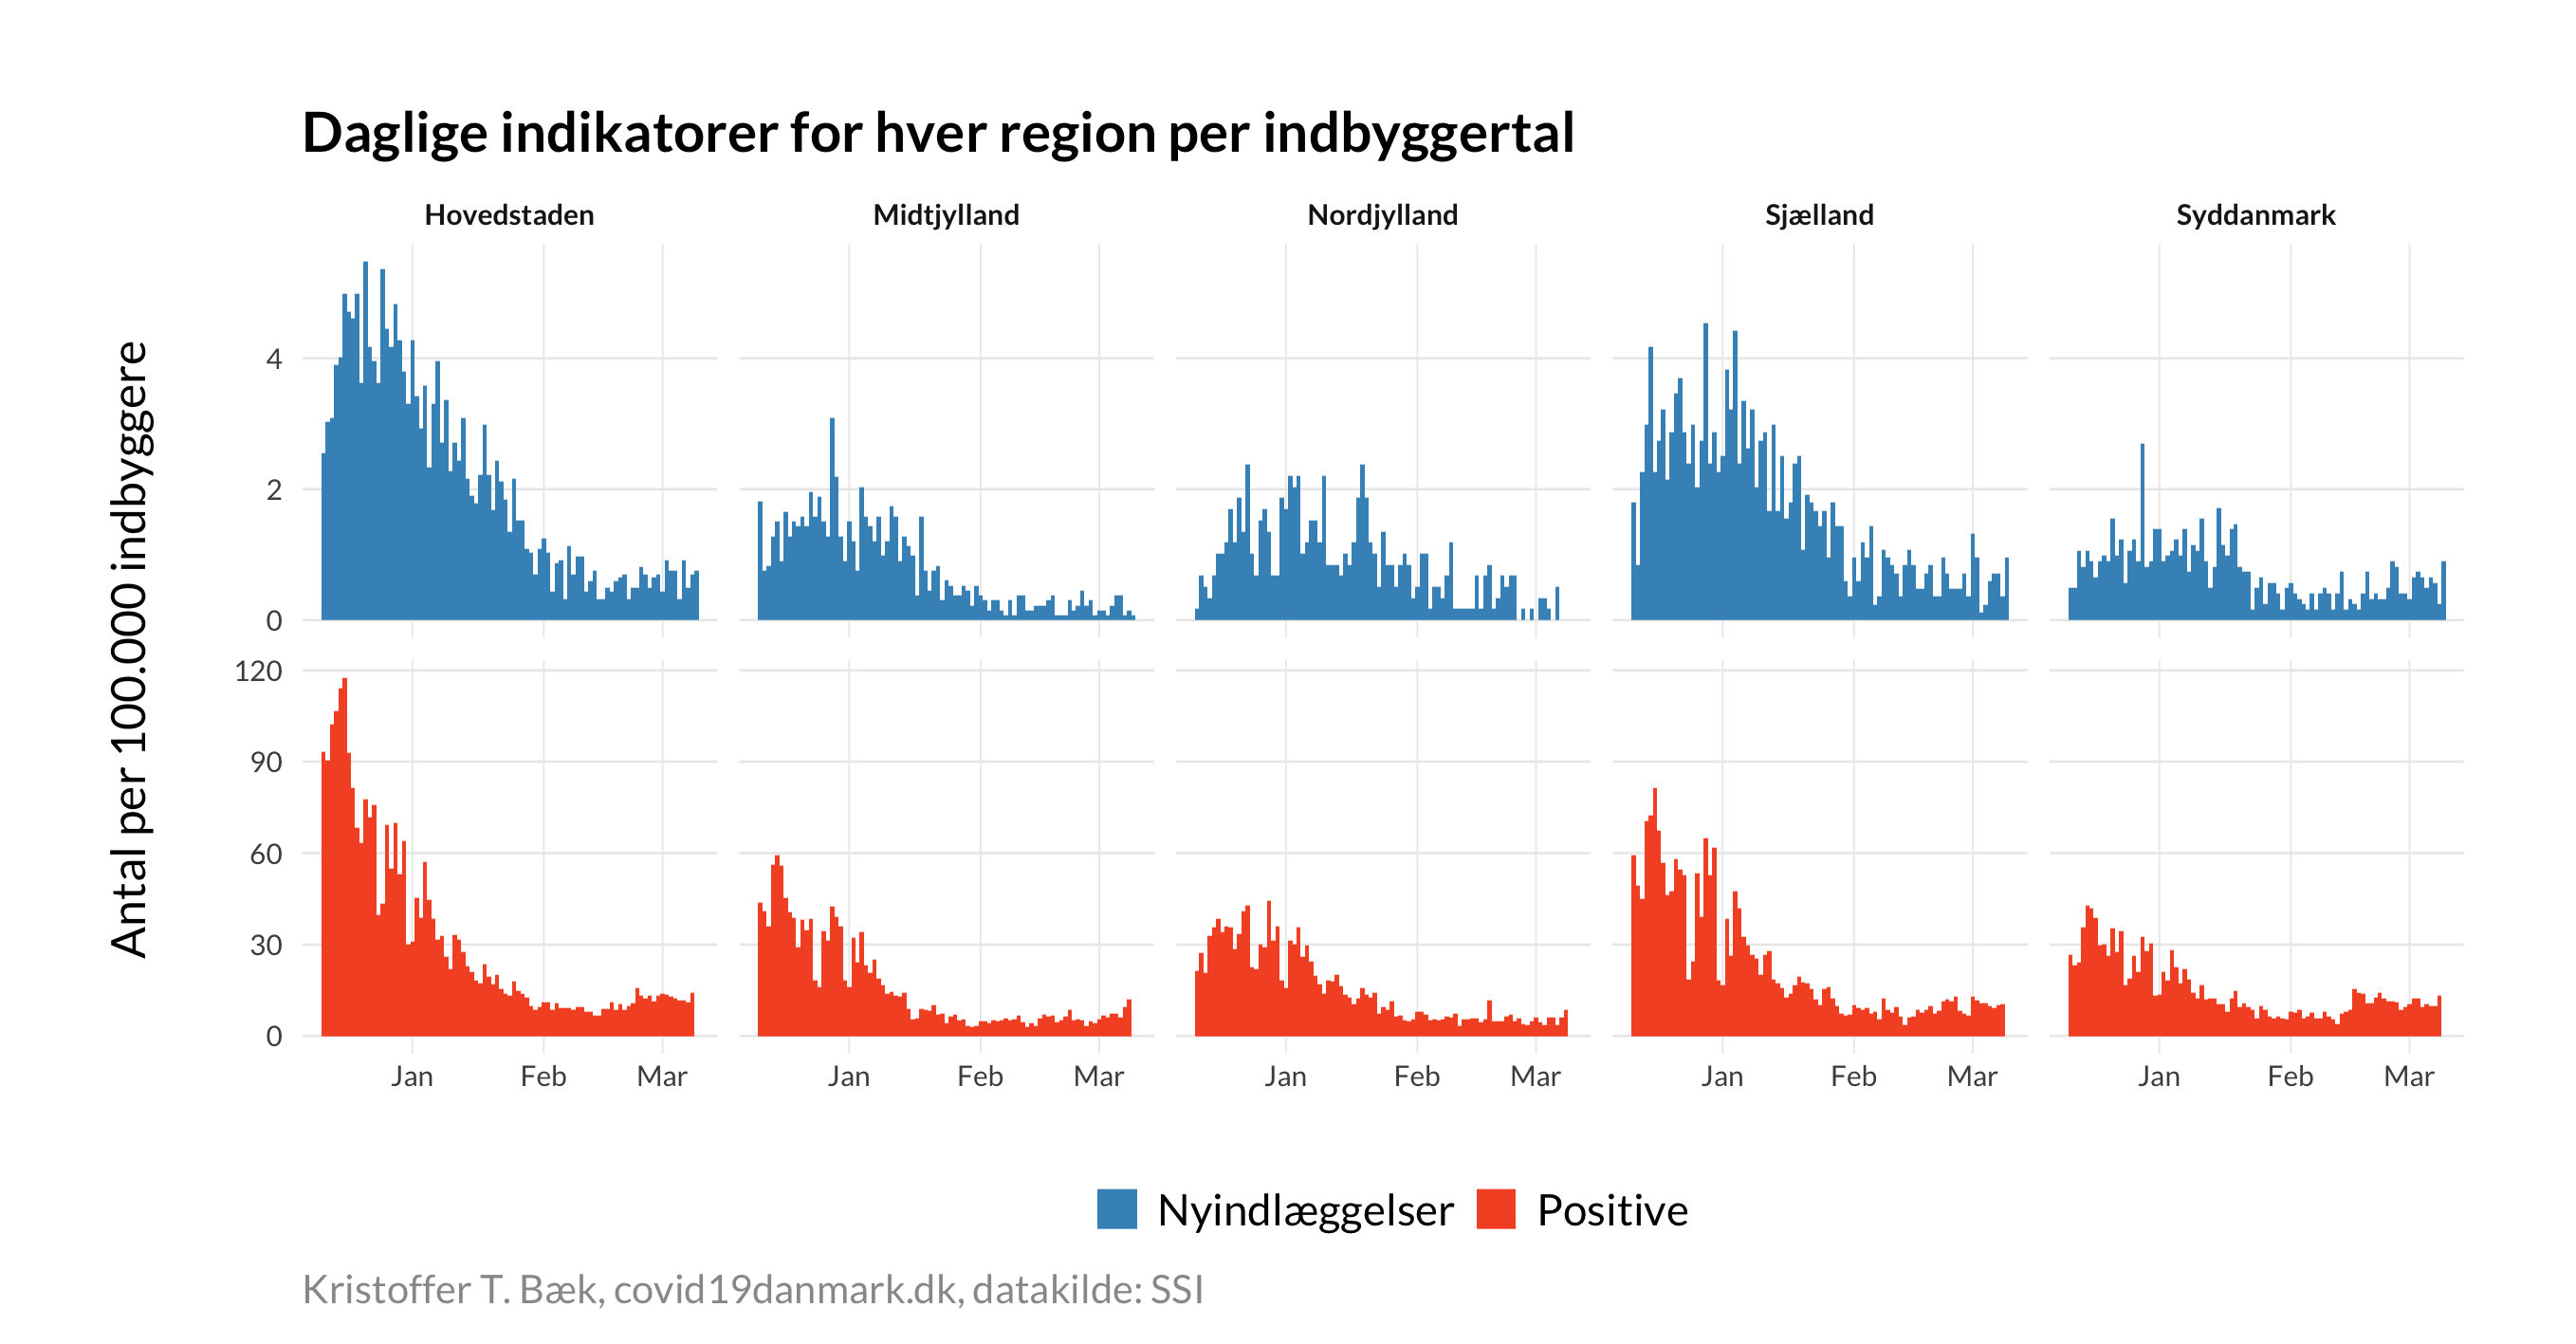 Daglige indikatorer for hver region per indbyggertal
Hovedstaden Midtjylland Nordjylland Sjælland Syddanmark
Antal per 100.000 indbyggere
4
2
0
120
90
60
30
0
Jan Feb Mar Jan Feb Mar Jan Feb Mar Jan Feb Mar Jan Feb Mar
Nyindlæggelser Positive
Kristoffer T. Bæk, covid19danmark.dk, datakilde: SSI